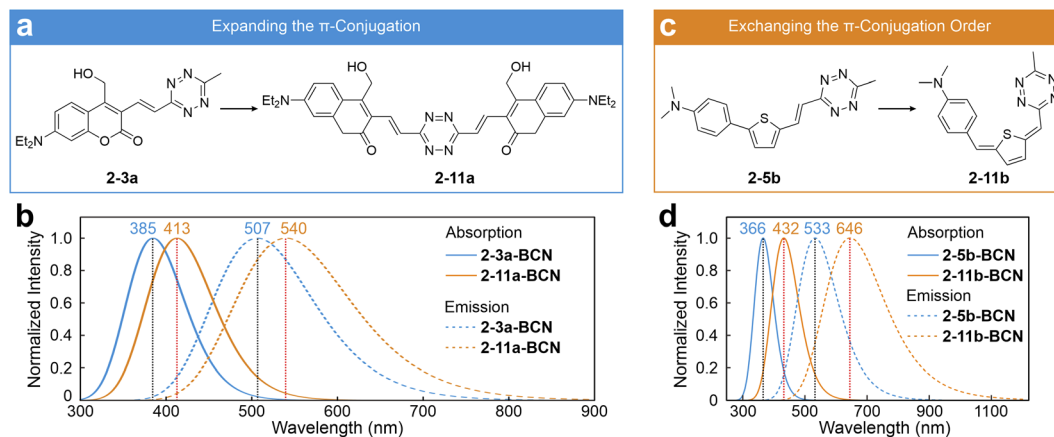 a
Expanding the π-Conjugation
HO
N=N
N-N
Et₂N
O
O
2-3a
HO
OH
Et₂N
N=N
N-N
NEt₂
O
O
2-11a
c
Exchanging the π-Conjugation Order
N
S
N=N
N-N
2-5b
N
N
N
N
N
S
2-11b
b
385 413 507 540
Normalized Intensity
1.0
0.8
0.6
0.4
0.2
0
300 400 500 600 700 800 900
Wavelength (nm)
Absorption
2-3a-BCN
2-11a-BCN
Emission
2-3a-BCN
2-11a-BCN
d
366 432 533 646
Normalized Intensity
1.0
0.8
0.6
0.4
0.2
0
300 500 700 900 1100
Wavelength (nm)
Absorption
2-5b-BCN
2-11b-BCN
Emission
2-5b-BCN
2-11b-BCN